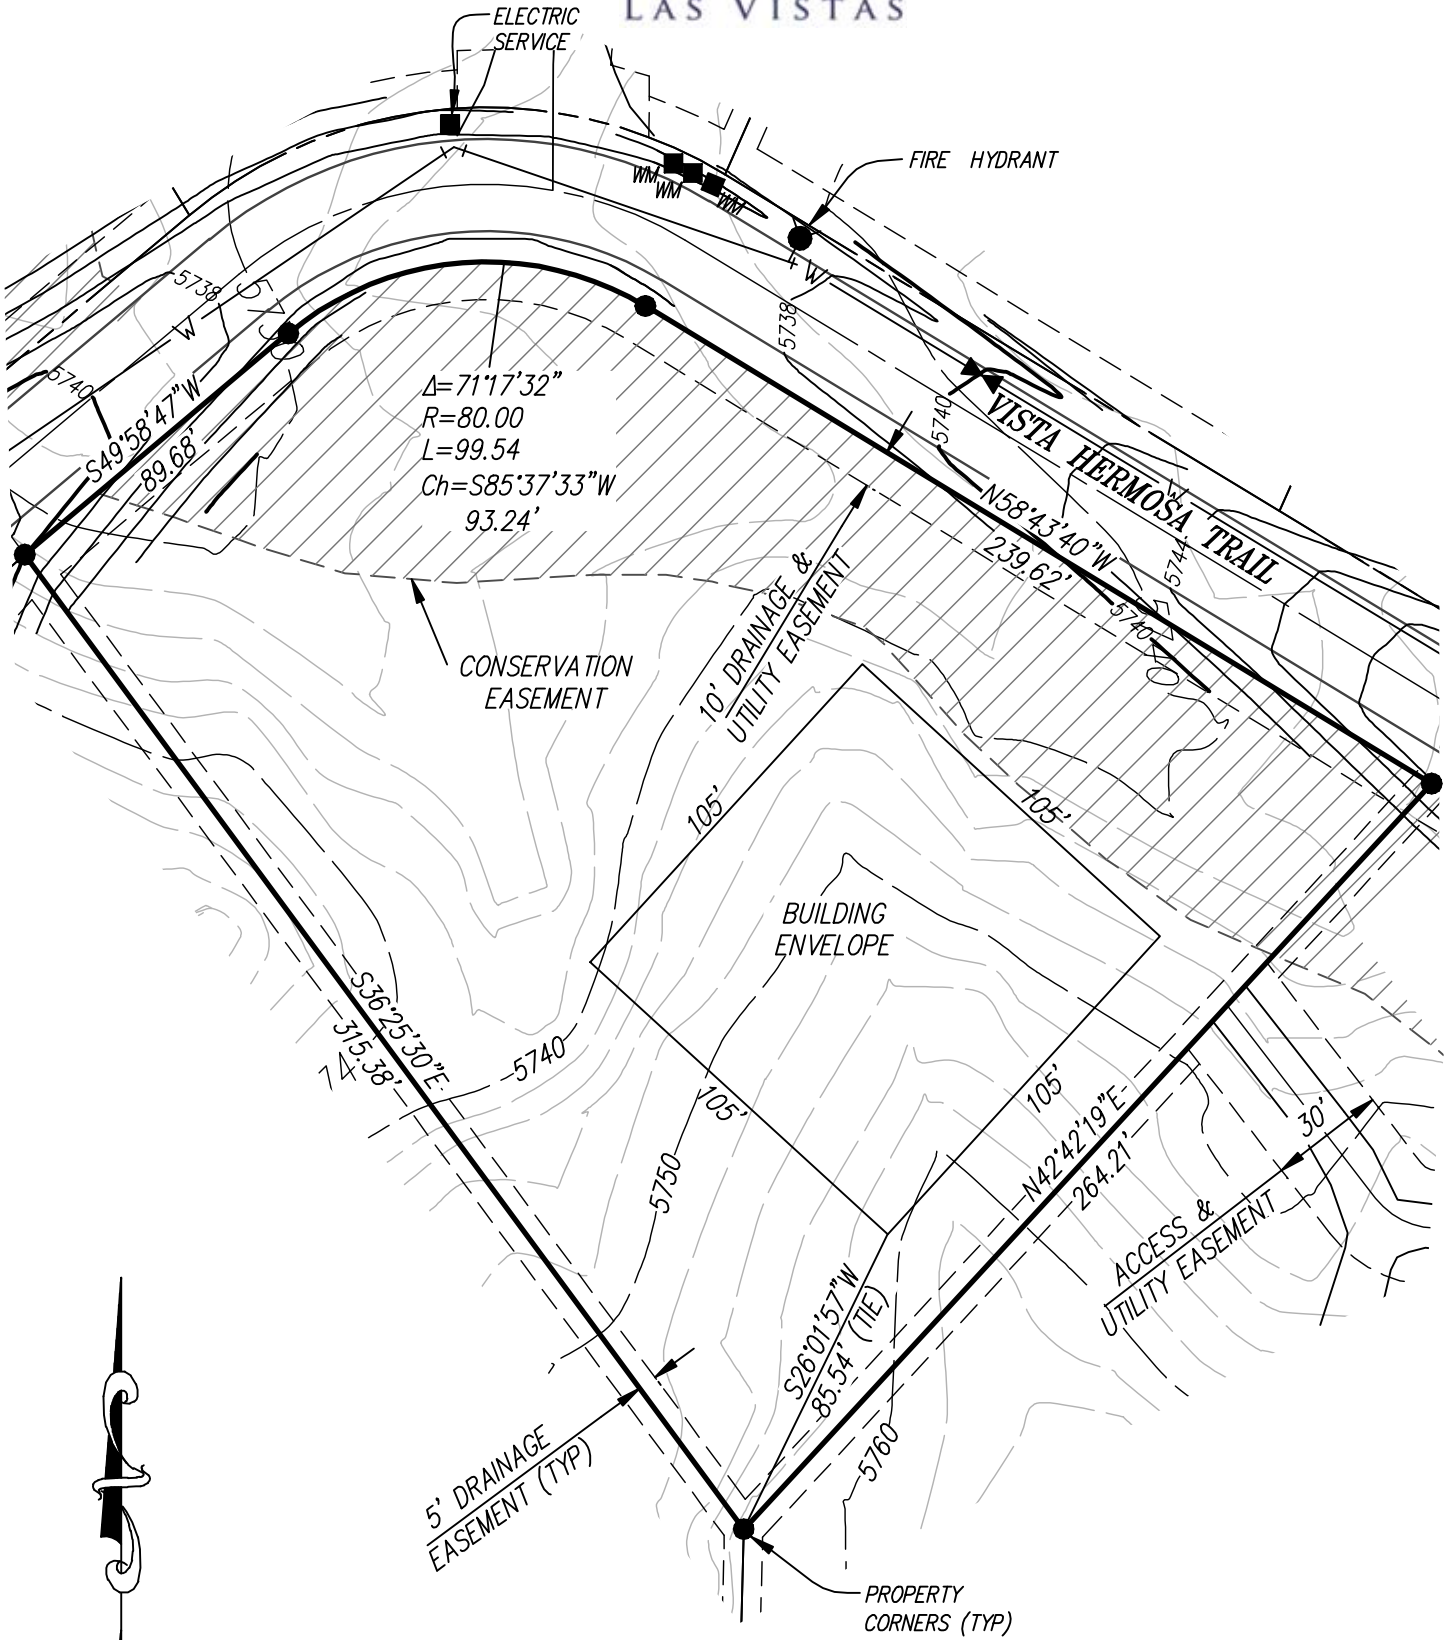 LAS VISTAS
ELECTRIC
SERVICE
FIRE HYDRANT
WM
WM
WM
W
5738
W
5738
5740
5740
S49°58'47"W
89.68'
Δ=71°17'32"
R=80.00
L=99.54
Ch=S85°37'33"W
93.24'
VISTA HERMOSA TRAIL
W
N58°43'40"W
239.62'
5744
5740
10' DRAINAGE &
UTILITY EASEMENT
CONSERVATION
EASEMENT
105'
105'
BUILDING
ENVELOPE
S36°25'30"E
315.38'
5740
105'
105'
5750
N42°42'19"E
264.21'
30'
ACCESS &
UTILITY EASEMENT
S26°01'57"W
85.54' (TIE)
5760
5' DRAINAGE
EASEMENT (TYP)
PROPERTY
CORNERS (TYP)